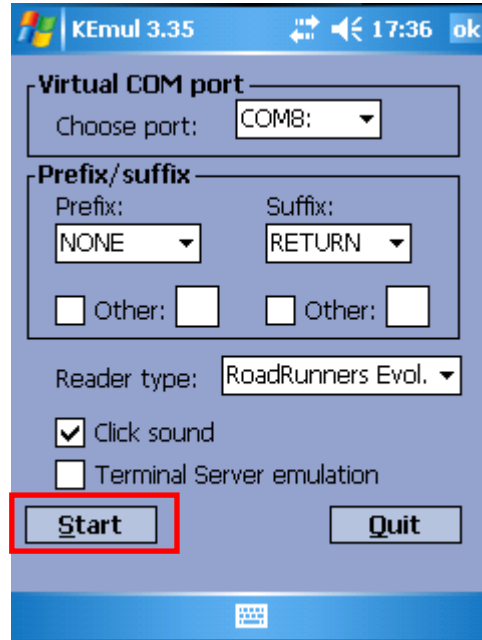 KEmul 3.35 17:36 ok
Virtual COM port
Choose port: COM8:
Prefix/suffix
Prefix: Suffix:
NONE RETURN
Other: Other:
Reader type: RoadRunners Evol.
Click sound
Terminal Server emulation
Start Quit